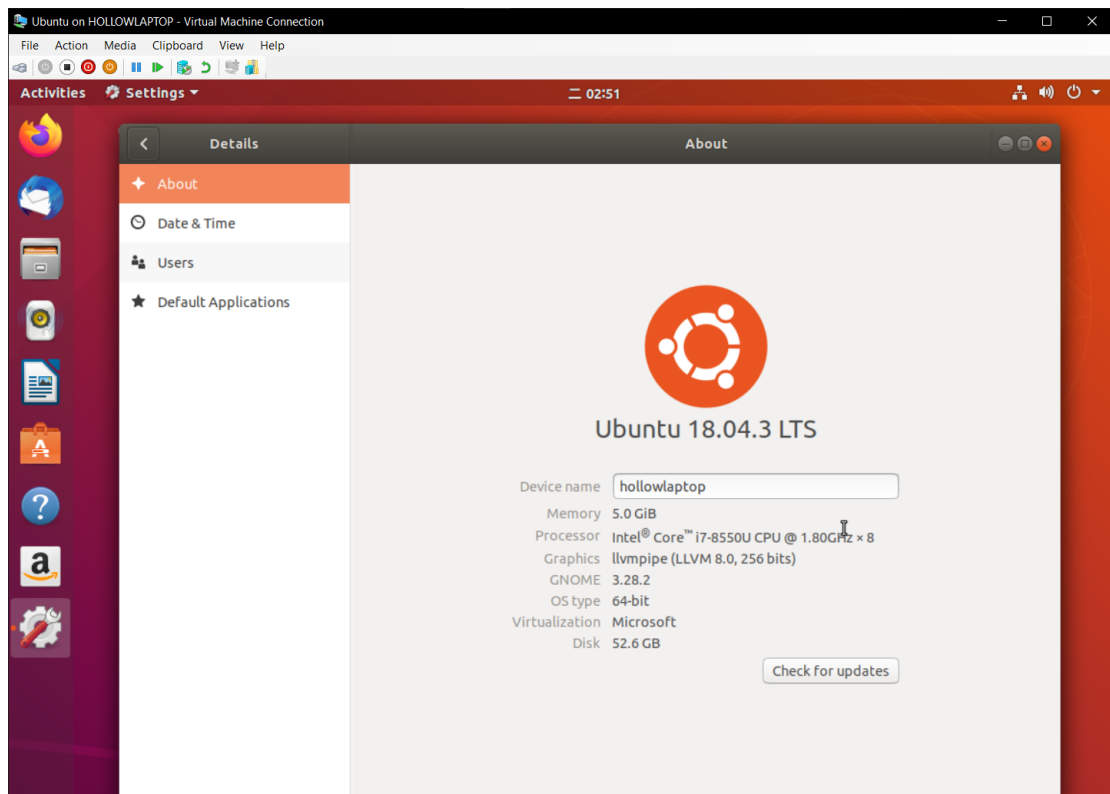 Ubuntu on HOLLOWLAPTOP - Virtual Machine Connection
File Action Media Clipboard View Help
Activities Settings 二 02:51
Details About
About
Date & Time
Users
Default Applications
Ubuntu 18.04.3 LTS
Device name hollowlaptop
Memory 5.0 GiB
Processor Intel® Core™ i7-8550U CPU @ 1.80GHz × 8
Graphics llvmpipe (LLVM 8.0, 256 bits)
GNOME 3.28.2
OS type 64-bit
Virtualization Microsoft
Disk 52.6 GB
Check for updates